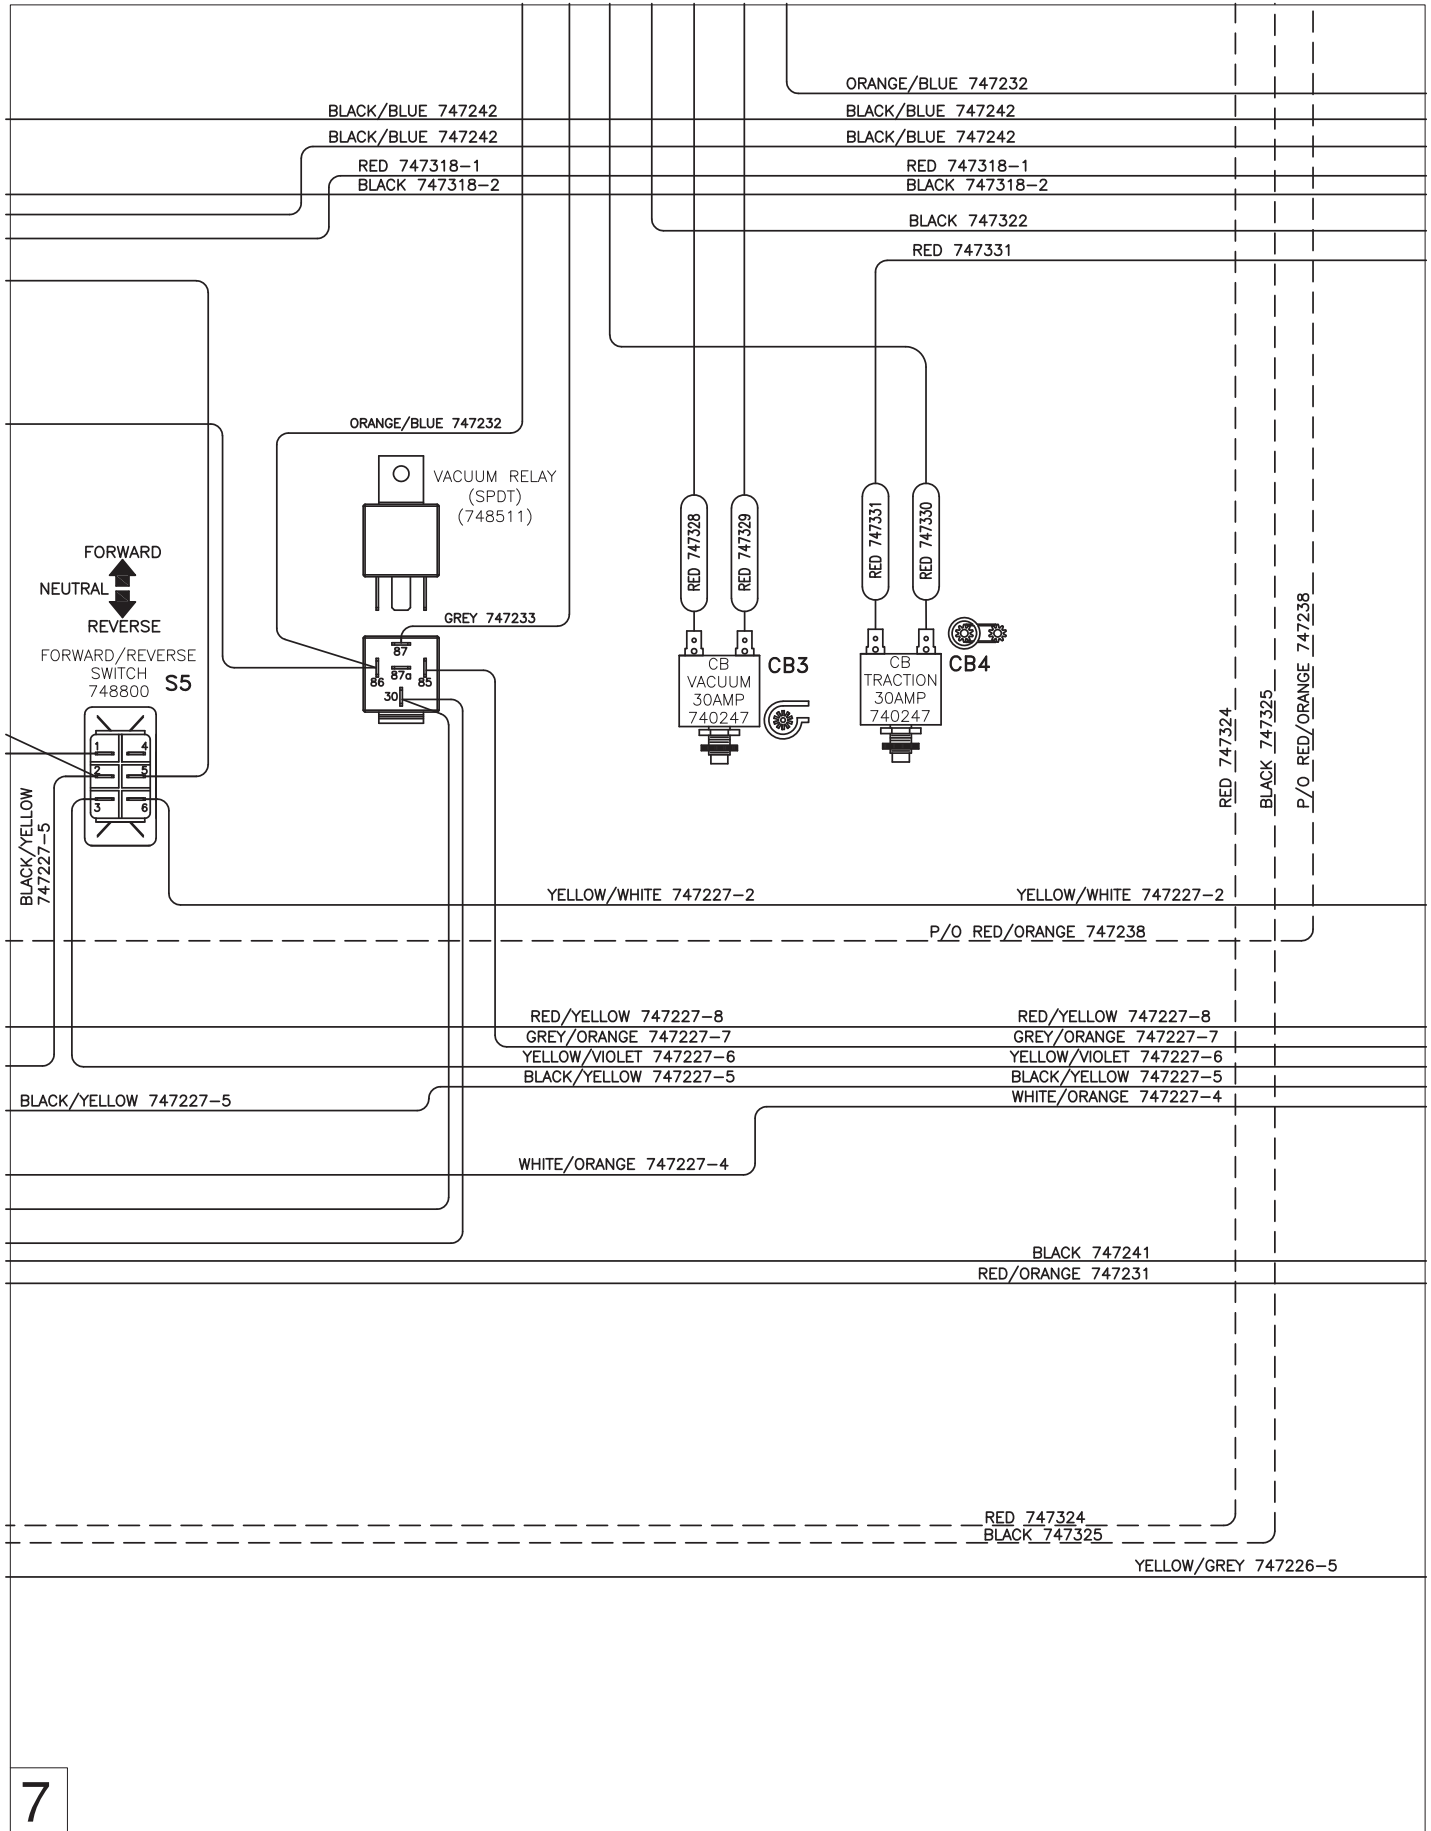 ORANGE/BLUE 747232
BLACK/BLUE 747242
BLACK/BLUE 747242
BLACK/BLUE 747242
BLACK/BLUE 747242
RED 747318-1
RED 747318-1
BLACK 747318-2
BLACK 747318-2
BLACK 747322
RED 747331
ORANGE/BLUE 747232
VACUUM RELAY
(SPDT)
(748511)
RED 747328
RED 747329
RED 747331
RED 747330
FORWARD
NEUTRAL
REVERSE
FORWARD/REVERSE
SWITCH
748800
S5
GREY 747233
87
87a
86
85
30
CB
VACUUM
30AMP
740247
CB3
CB
TRACTION
30AMP
740247
CB4
RED 747324
BLACK 747325
P/O RED/ORANGE 747238
1
4
2
5
3
6
BLACK/YELLOW
747227-5
YELLOW/WHITE 747227-2
YELLOW/WHITE 747227-2
P/O RED/ORANGE 747238
RED/YELLOW 747227-8
RED/YELLOW 747227-8
GREY/ORANGE 747227-7
GREY/ORANGE 747227-7
YELLOW/VIOLET 747227-6
YELLOW/VIOLET 747227-6
BLACK/YELLOW 747227-5
BLACK/YELLOW 747227-5
BLACK/YELLOW 747227-5
WHITE/ORANGE 747227-4
WHITE/ORANGE 747227-4
BLACK 747241
RED/ORANGE 747231
RED 747324
BLACK 747325
YELLOW/GREY 747226-5
7